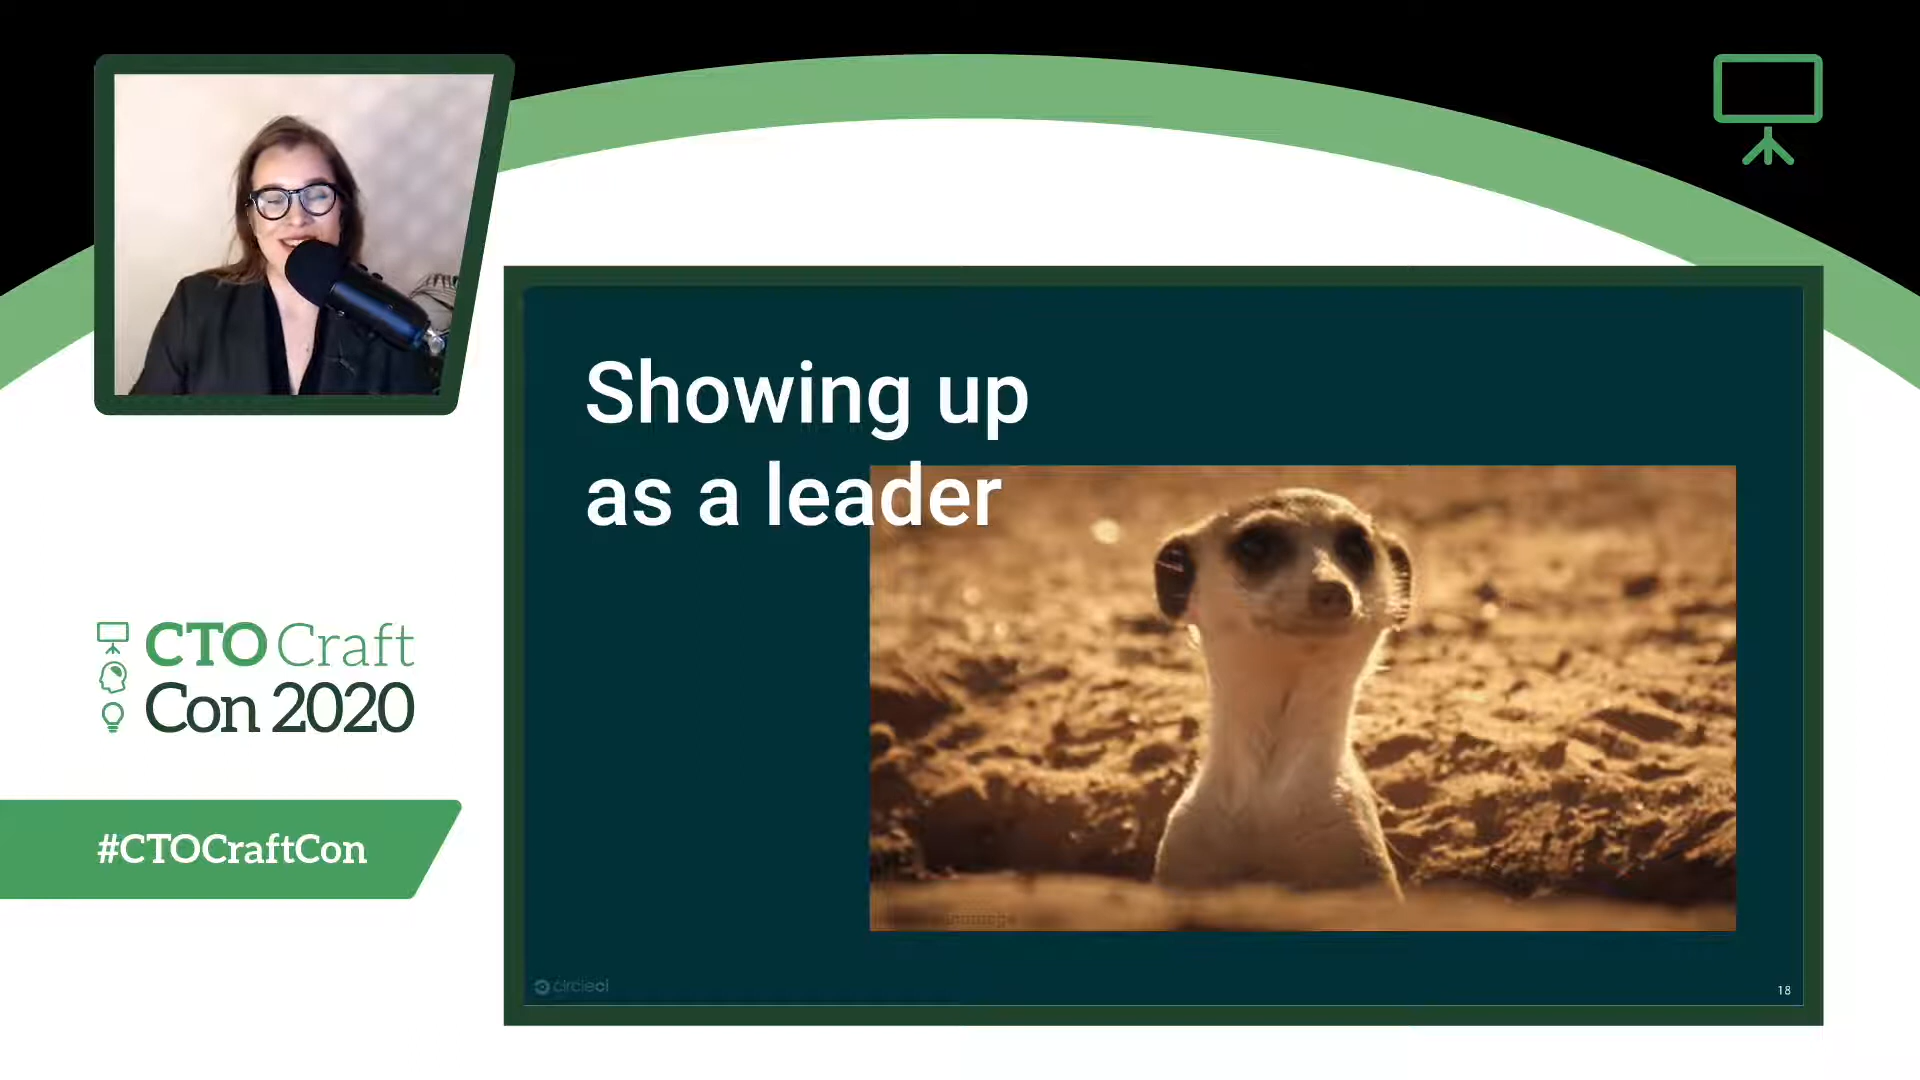 Showing up
as a leader
CTO Craft
Con 2020
#CTOCraftCon
circleci
18